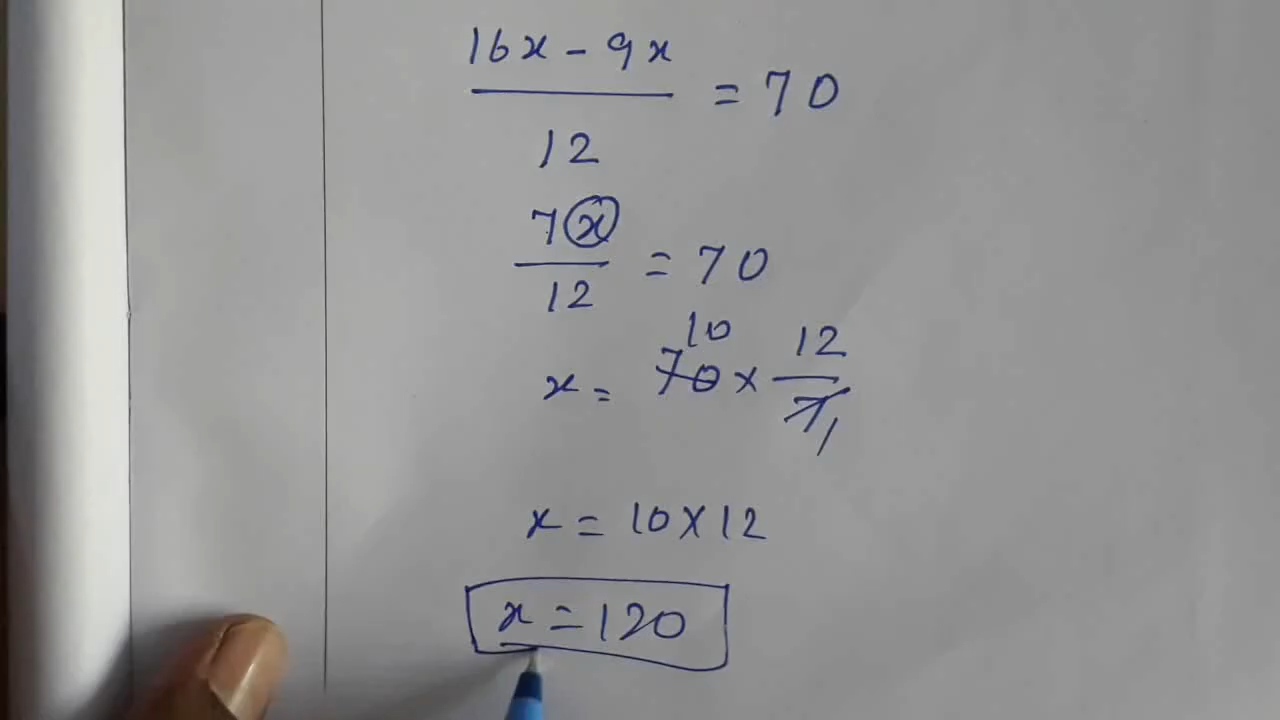 16x - 9x
= 70
12
7x
= 70
12
10 12
x = 70 x
7 1
x = 10 x 12
x = 120